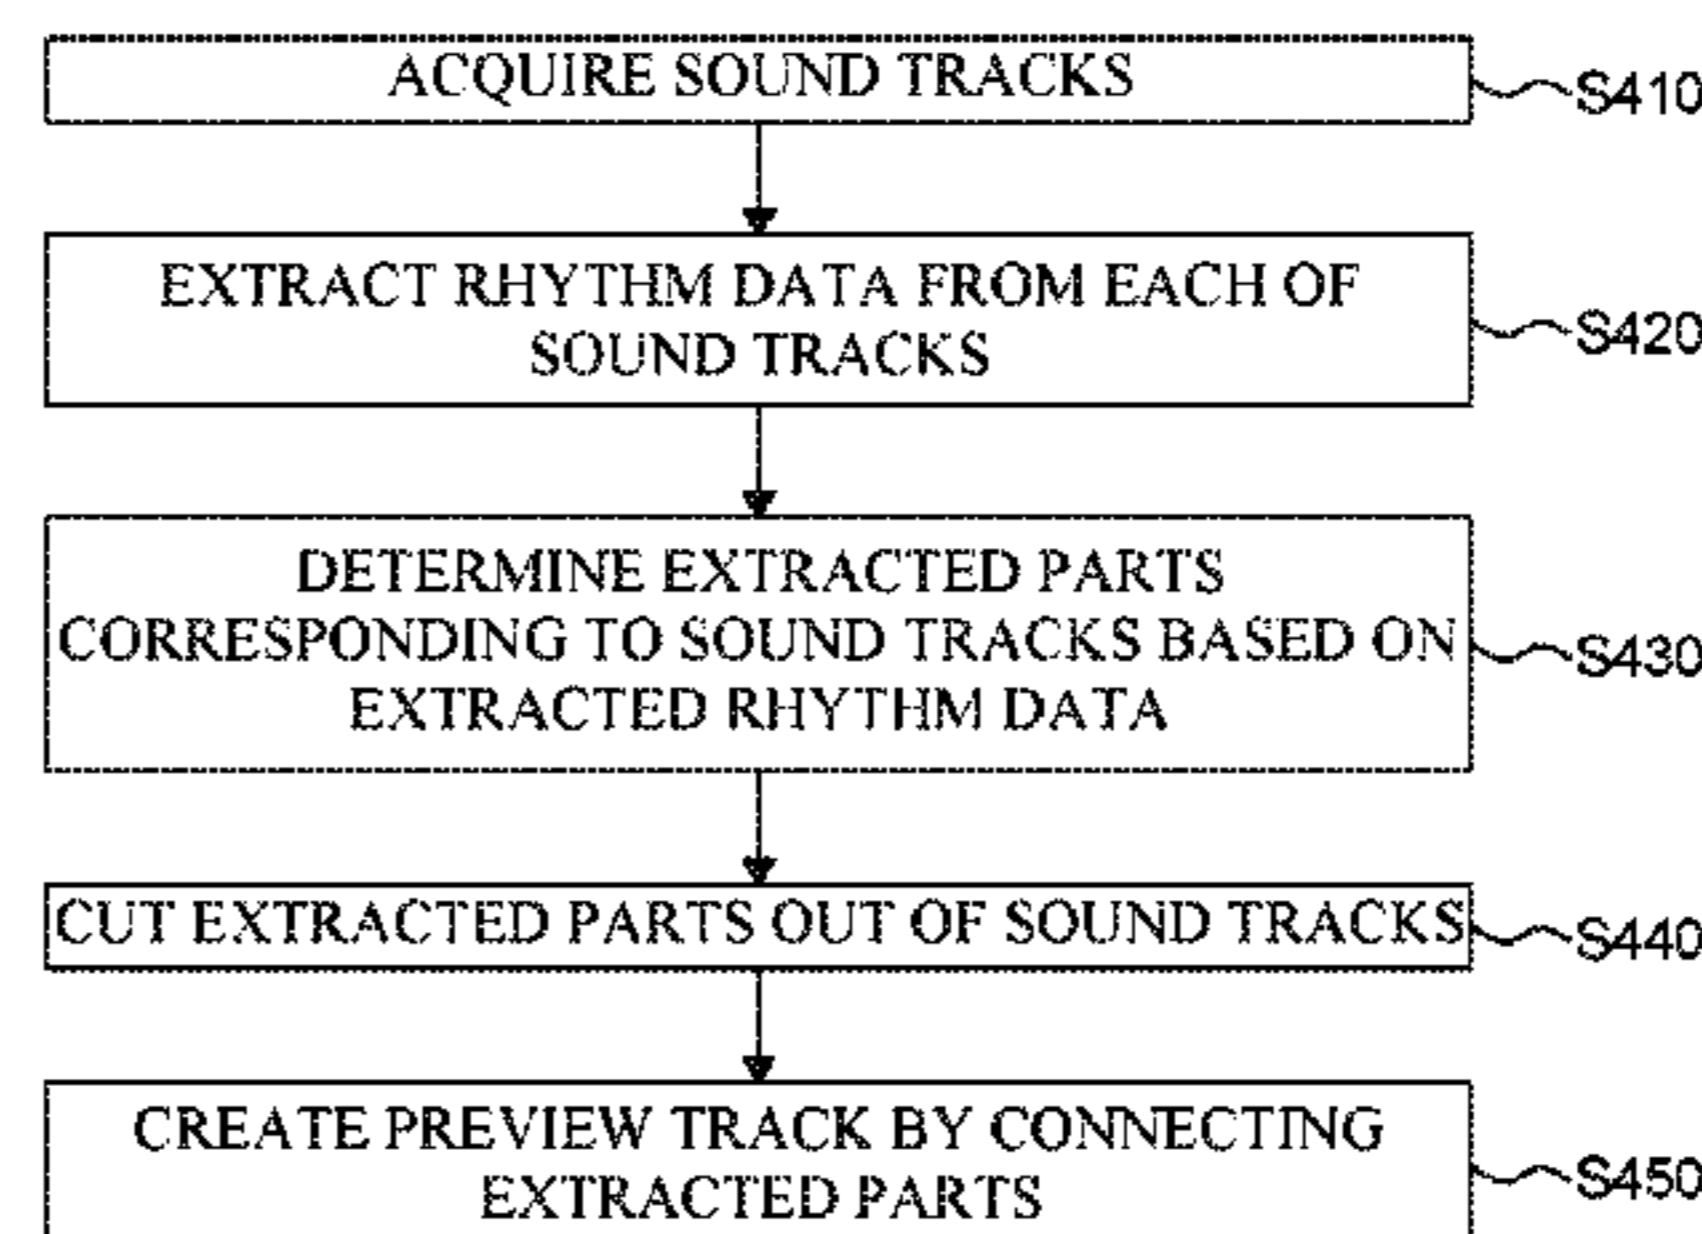 ACQUIRE SOUND TRACKS
S410
EXTRACT RHYTHM DATA FROM EACH OF
SOUND TRACKS
S420
DETERMINE EXTRACTED PARTS
CORRESPONDING TO SOUND TRACKS BASED ON
EXTRACTED RHYTHM DATA
S430
CUT EXTRACTED PARTS OUT OF SOUND TRACKS
S440
CREATE PREVIEW TRACK BY CONNECTING
EXTRACTED PARTS
S450